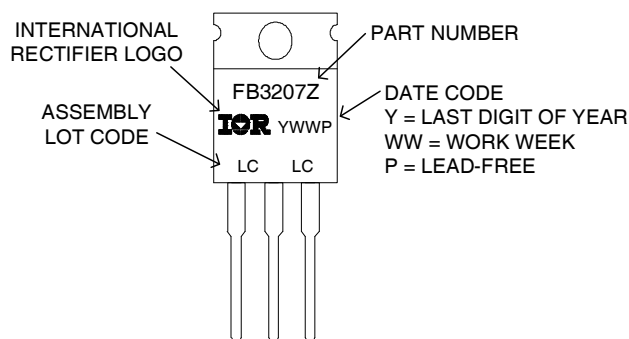 INTERNATIONAL
RECTIFIER LOGO
PART NUMBER
FB3207Z
ASSEMBLY
LOT CODE
IOR YWWP
DATE CODE
Y = LAST DIGIT OF YEAR
WW = WORK WEEK
P = LEAD-FREE
LC LC